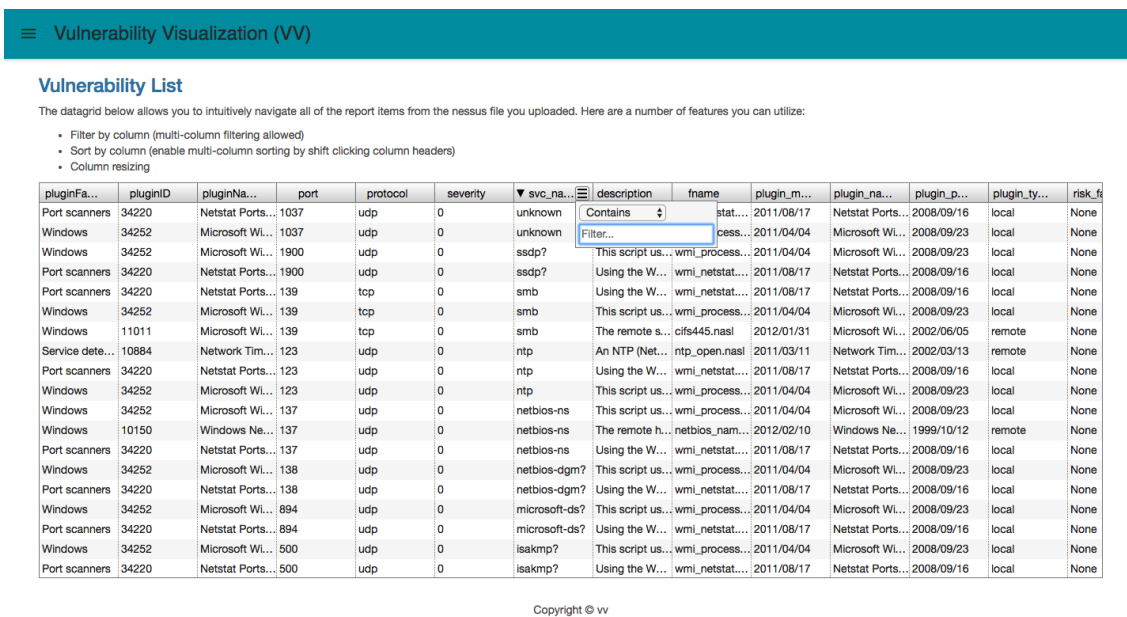 ≡ Vulnerability Visualization (VV)
Vulnerability List
The datagrid below allows you to intuitively navigate all of the report items from the nessus file you uploaded. Here are a number of features you can utilize:
• Filter by column (multi-column filtering allowed)
• Sort by column (enable multi-column sorting by shift clicking column headers)
• Column resizing
pluginFa... pluginID pluginNa... port protocol severity ▼ svc_na... description fname plugin_m... plugin_na... plugin_p... plugin_ty... risk_fa
Port scanners 34220 Netstat Ports... 1037 udp 0 unknown Contains stat.... 2011/08/17 Netstat Ports... 2008/09/16 local None
Windows 34252 Microsoft Wi... 1037 udp 0 unknown Filter... cess... 2011/04/04 Microsoft Wi... 2008/09/23 local None
Windows 34252 Microsoft Wi... 1900 udp 0 ssdp? This script us... wmi_process... 2011/04/04 Microsoft Wi... 2008/09/23 local None
Port scanners 34220 Netstat Ports... 1900 udp 0 ssdp? Using the W... wmi_netstat.... 2011/08/17 Netstat Ports... 2008/09/16 local None
Port scanners 34220 Netstat Ports... 139 tcp 0 smb Using the W... wmi_netstat.... 2011/08/17 Netstat Ports... 2008/09/16 local None
Windows 34252 Microsoft Wi... 139 tcp 0 smb This script us... wmi_process... 2011/04/04 Microsoft Wi... 2008/09/23 local None
Windows 11011 Microsoft Wi... 139 tcp 0 smb The remote s... cifs445.nasl 2012/01/31 Microsoft Wi... 2002/06/05 remote None
Service dete... 10884 Network Tim... 123 udp 0 ntp An NTP (Net... ntp_open.nasl 2011/03/11 Network Tim... 2002/03/13 remote None
Port scanners 34220 Netstat Ports... 123 udp 0 ntp Using the W... wmi_netstat.... 2011/08/17 Netstat Ports... 2008/09/16 local None
Windows 34252 Microsoft Wi... 123 udp 0 ntp This script us... wmi_process... 2011/04/04 Microsoft Wi... 2008/09/23 local None
Windows 34252 Microsoft Wi... 137 udp 0 netbios-ns This script us... wmi_process... 2011/04/04 Microsoft Wi... 2008/09/23 local None
Windows 10150 Windows Ne... 137 udp 0 netbios-ns The remote h... netbios_nam... 2012/02/10 Windows Ne... 1999/10/12 remote None
Port scanners 34220 Netstat Ports... 137 udp 0 netbios-ns Using the W... wmi_netstat.... 2011/08/17 Netstat Ports... 2008/09/16 local None
Windows 34252 Microsoft Wi... 138 udp 0 netbios-dgm? This script us... wmi_process... 2011/04/04 Microsoft Wi... 2008/09/23 local None
Port scanners 34220 Netstat Ports... 138 udp 0 netbios-dgm? Using the W... wmi_netstat.... 2011/08/17 Netstat Ports... 2008/09/16 local None
Windows 34252 Microsoft Wi... 894 udp 0 microsoft-ds? This script us... wmi_process... 2011/04/04 Microsoft Wi... 2008/09/23 local None
Port scanners 34220 Netstat Ports... 894 udp 0 microsoft-ds? Using the W... wmi_netstat.... 2011/08/17 Netstat Ports... 2008/09/16 local None
Windows 34252 Microsoft Wi... 500 udp 0 isakmp? This script us... wmi_process... 2011/04/04 Microsoft Wi... 2008/09/23 local None
Port scanners 34220 Netstat Ports... 500 udp 0 isakmp? Using the W... wmi_netstat.... 2011/08/17 Netstat Ports... 2008/09/16 local None
Copyright © vv